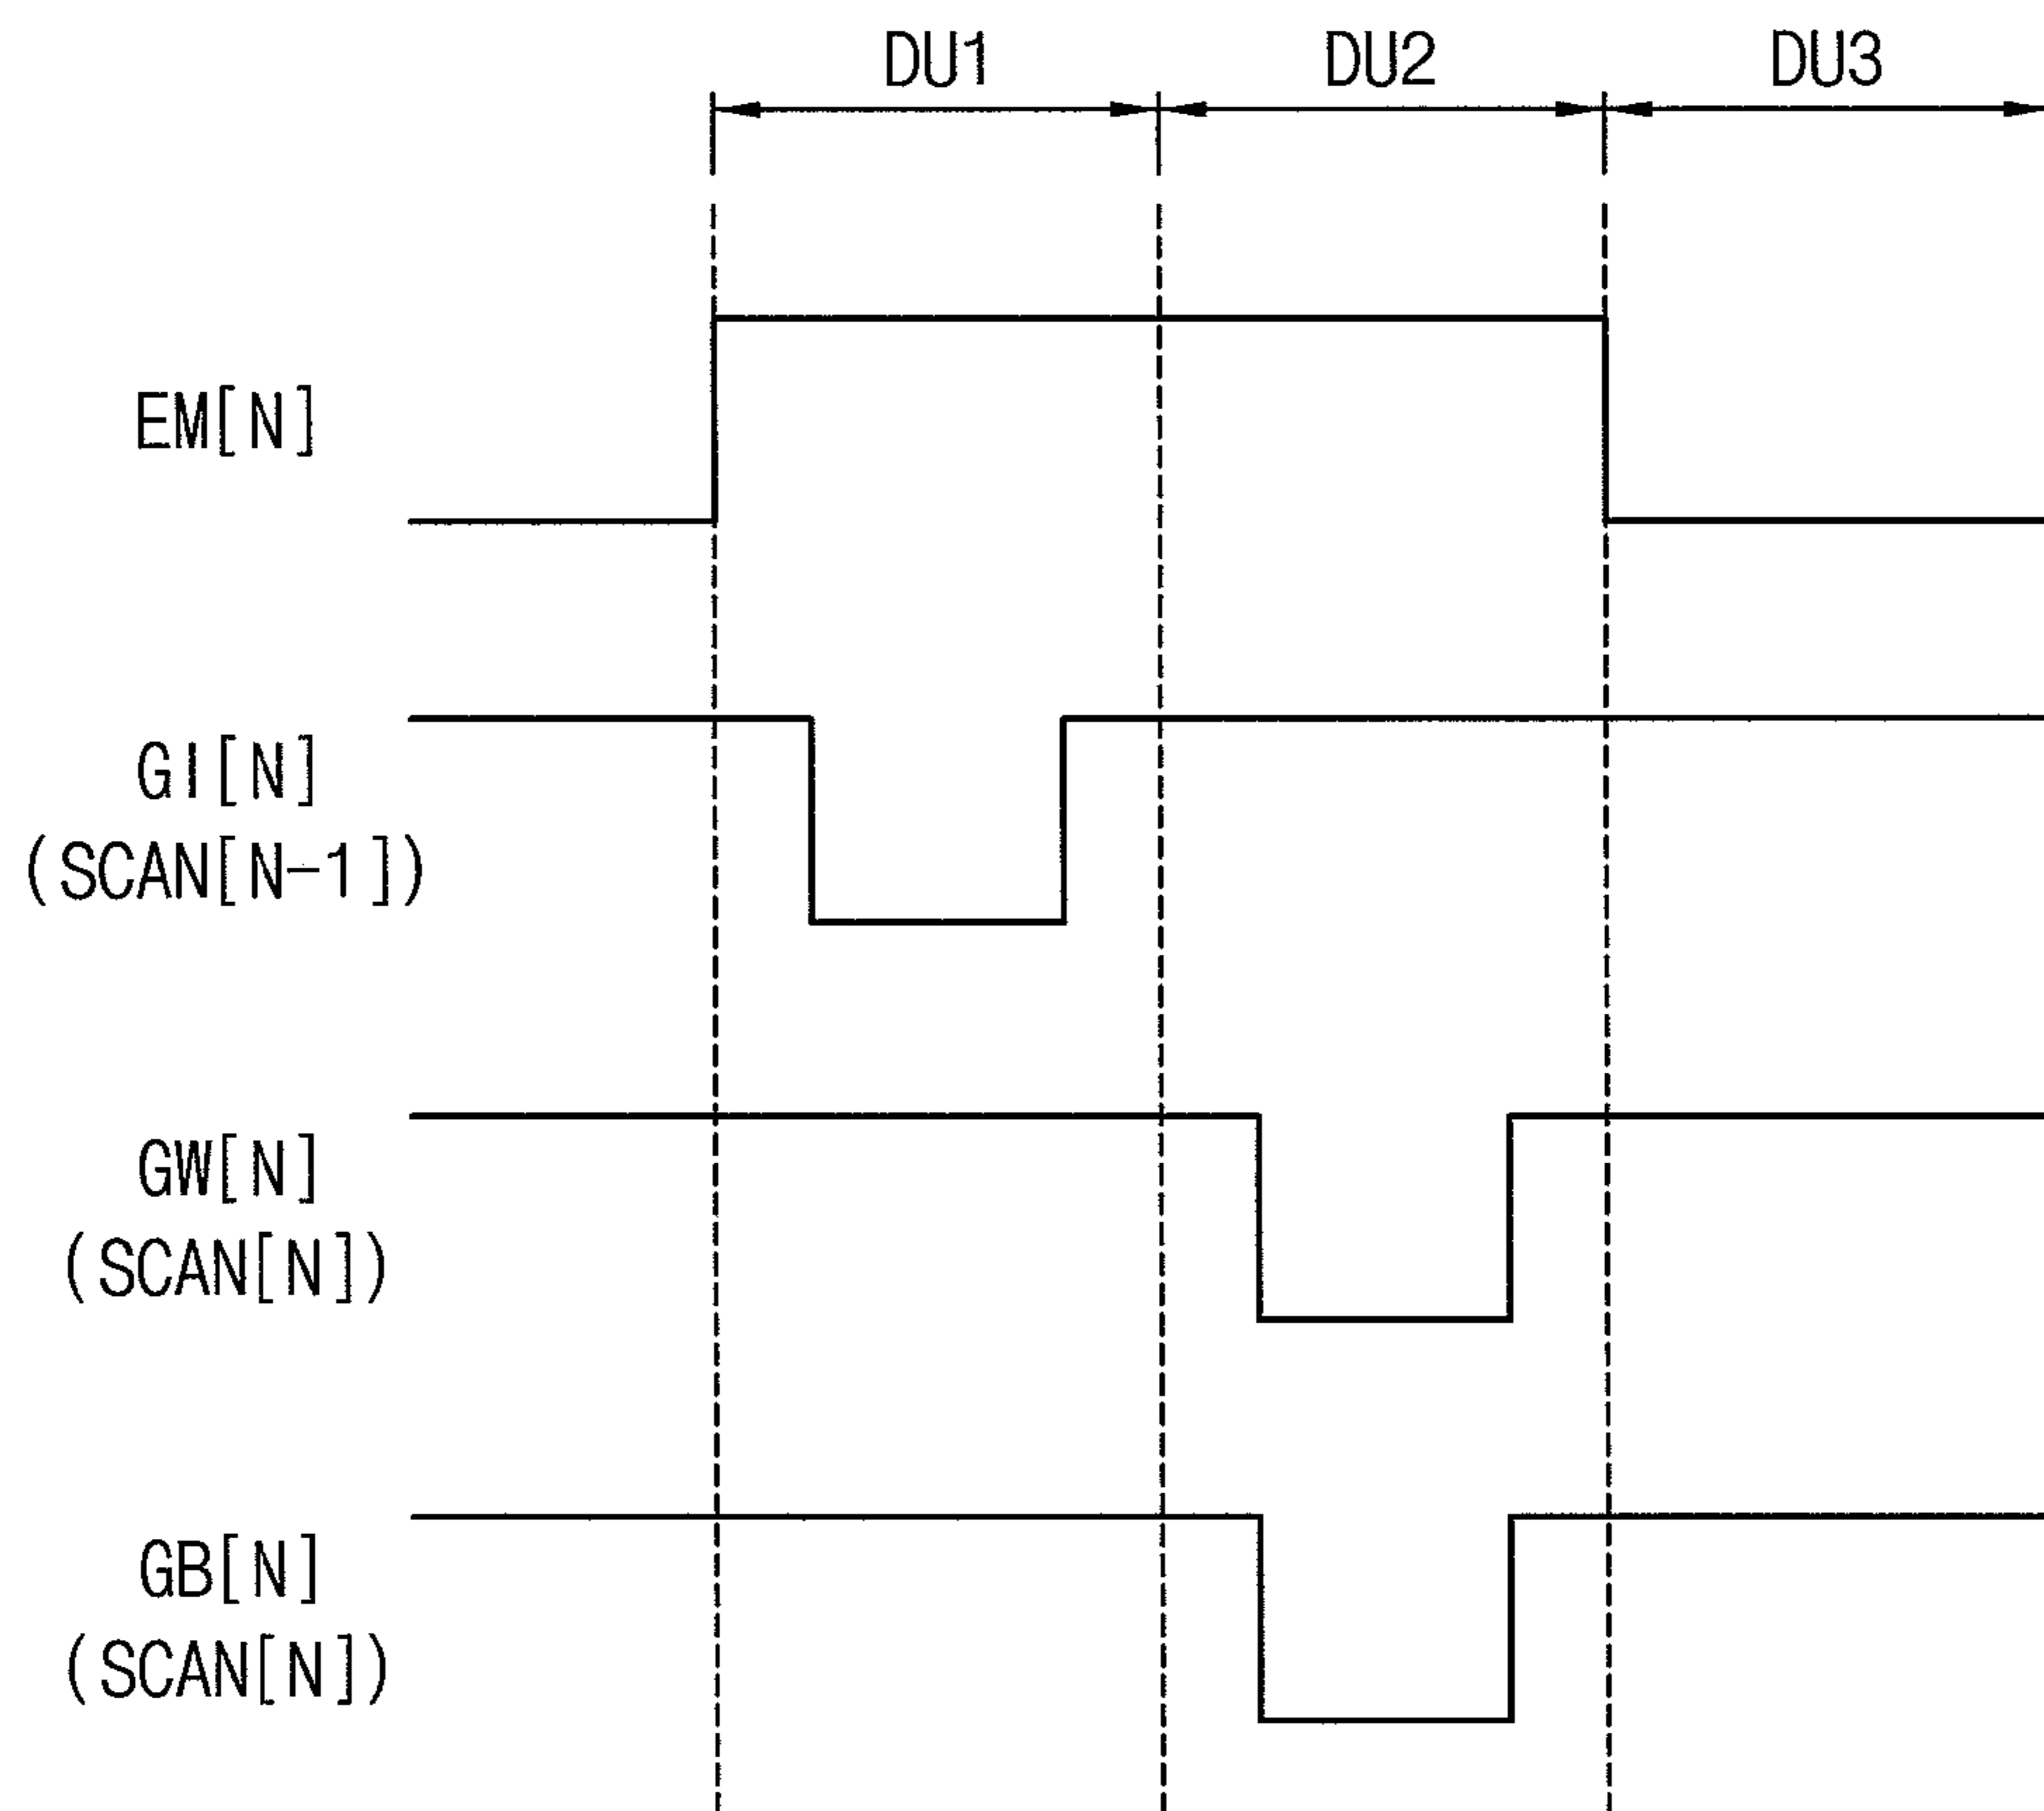 DU1 DU2 DU3
EM[N]
GI[N]
(SCAN[N-1])
GW[N]
(SCAN[N])
GB[N]
(SCAN[N])